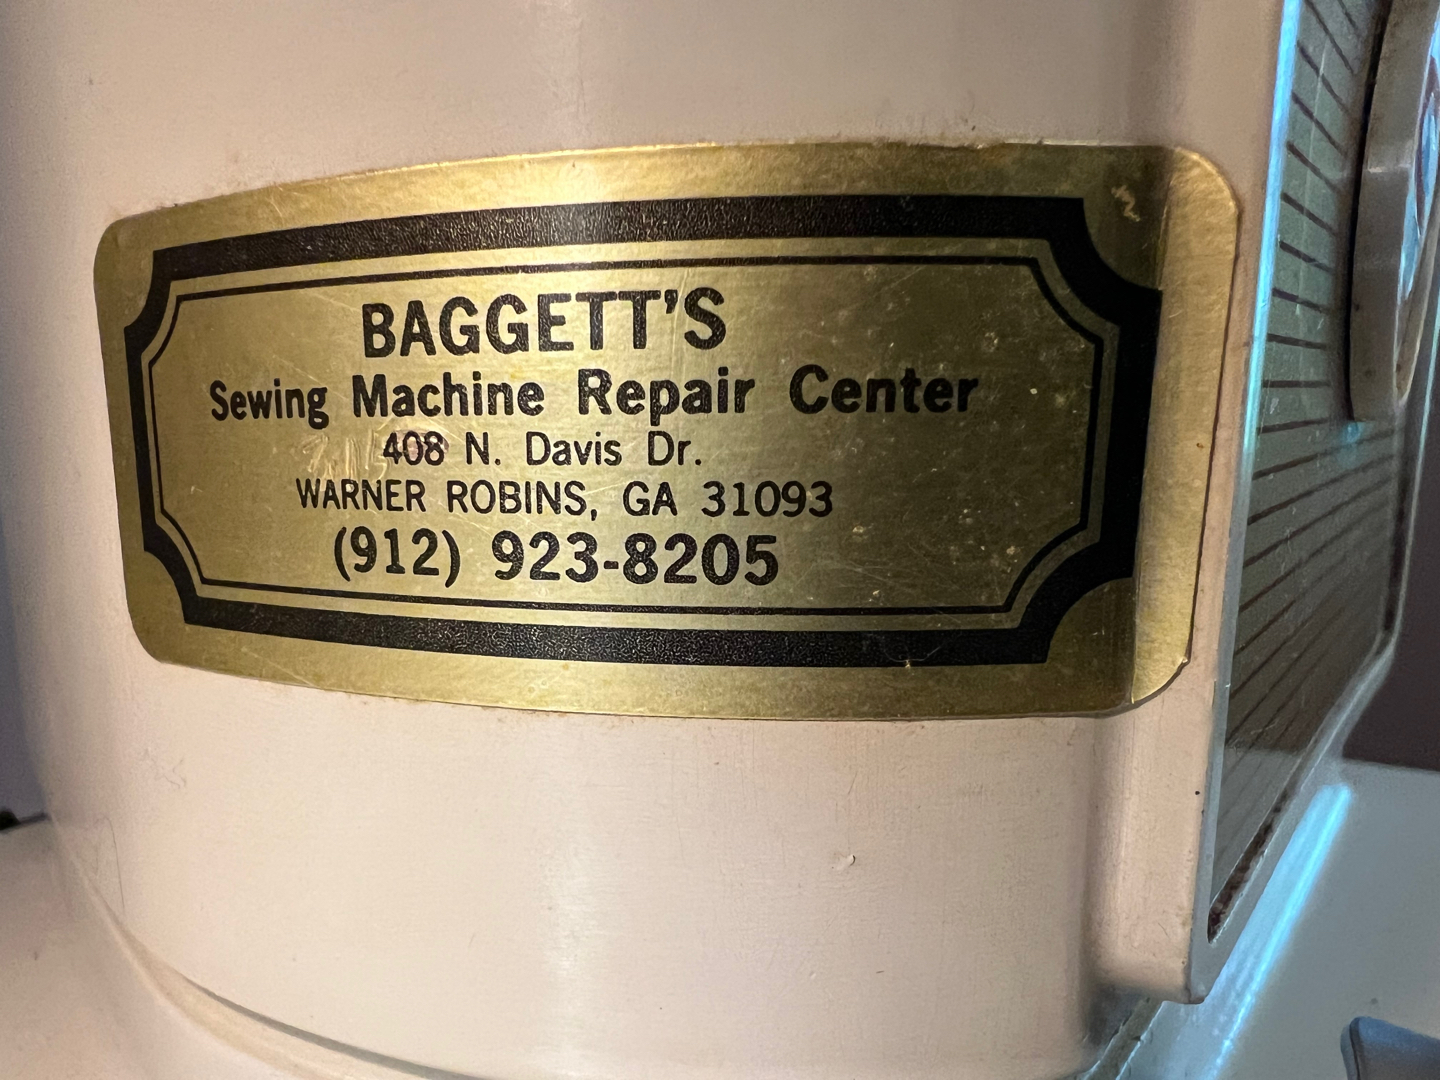 BAGGETT'S
Sewing Machine Repair Center
408 N. Davis Dr.
WARNER ROBINS, GA 31093
(912) 923-8205